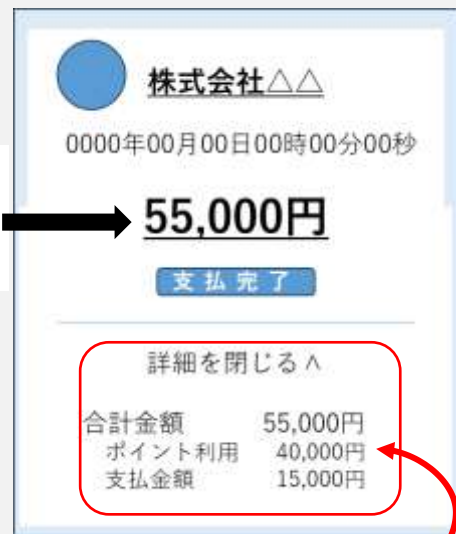 株式会社△△
0000年00月00日00時00分00秒
55,000円
支払完了
詳細を閉じる ∧
合計金額 55,000円
ポイント利用 40,000円
支払金額 15,000円